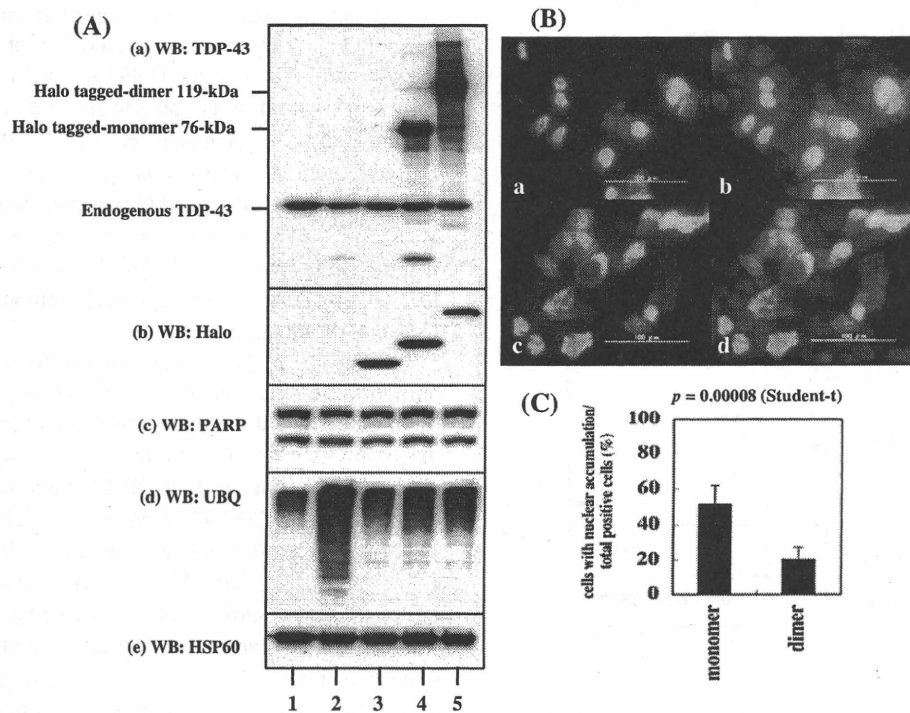 (A)
(a) WB: TDP-43
Halo tagged-dimer 119-kDa
Halo tagged-monomer 76-kDa
Endogenous TDP-43
(b) WB: Halo
(c) WB: PARP
(d) WB: UBQ
(e) WB: HSP60
1 2 3 4 5
(B)
a
b
c
d
100 µm
(C)
p = 0.00008 (Student-t)
cells with nuclear accumulation/
total positive cells (%)
100
80
60
40
20
0
monomer
dimer